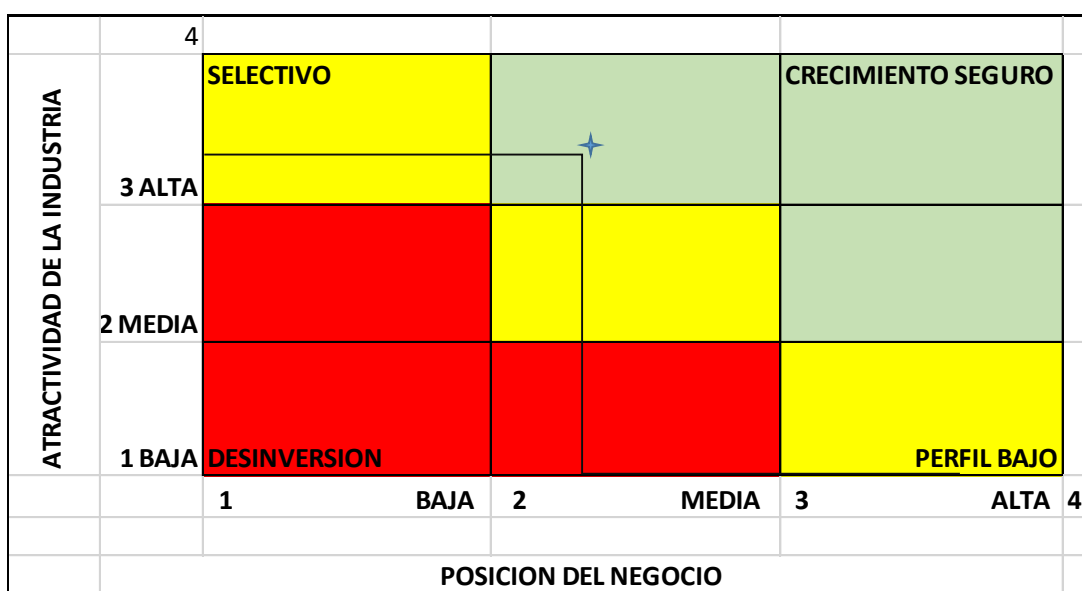 4
SELECTIVO
CRECIMIENTO SEGURO
ATRACTIVIDAD DE LA INDUSTRIA
3 ALTA
2 MEDIA
1 BAJA
DESINVERSION
PERFIL BAJO
1 BAJA 2 MEDIA 3 ALTA 4
POSICION DEL NEGOCIO